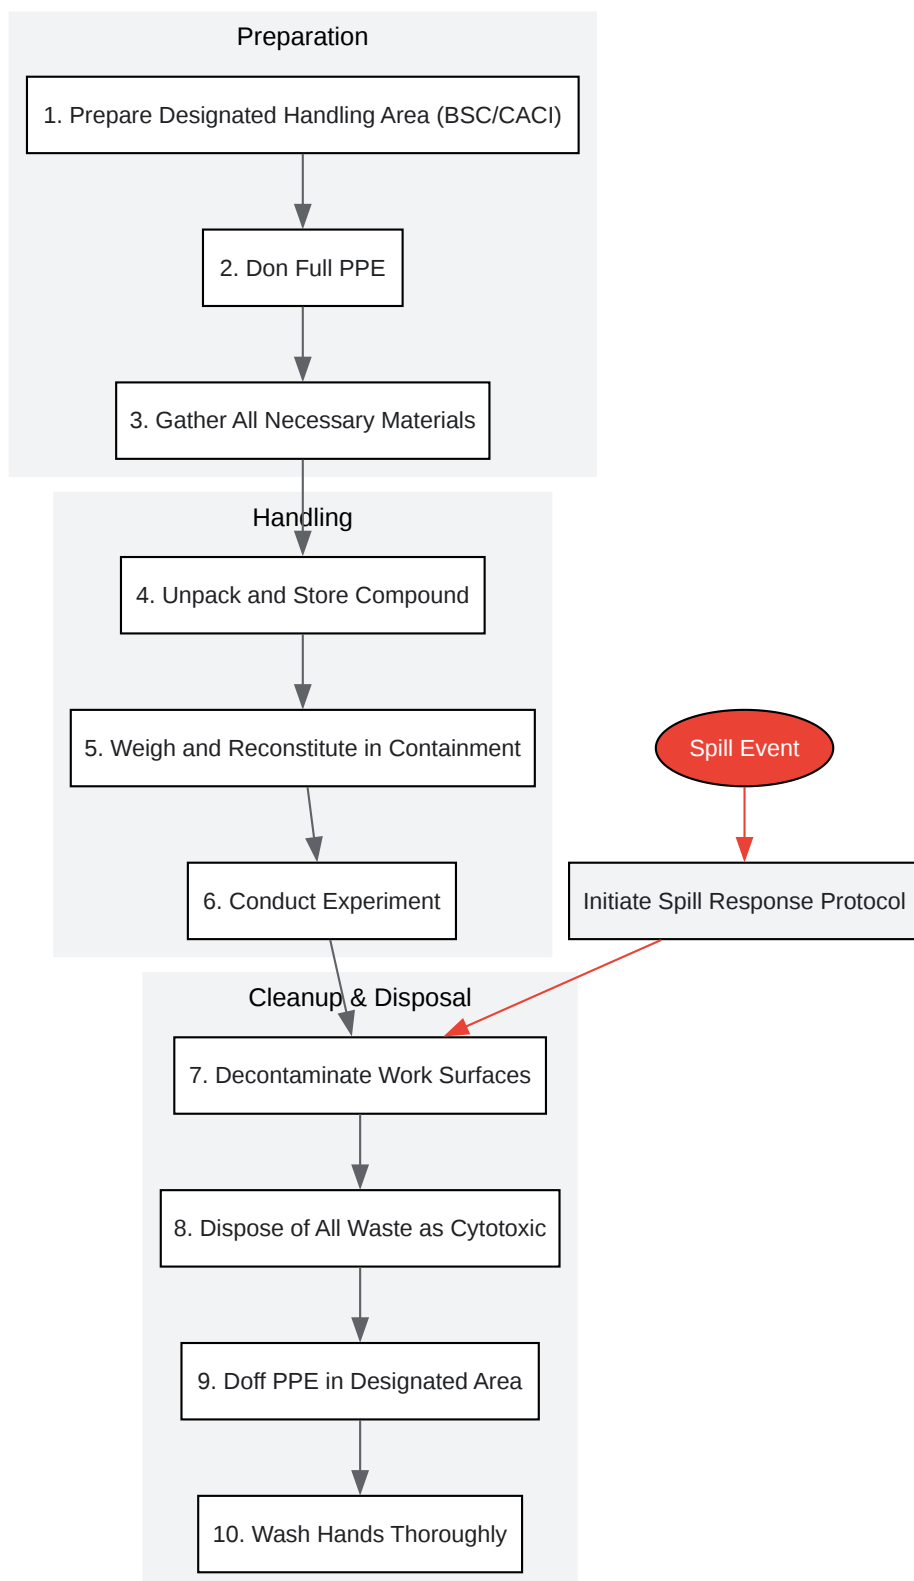 Preparation
1. Prepare Designated Handling Area (BSC/CACI)
2. Don Full PPE
3. Gather All Necessary Materials
Handling
4. Unpack and Store Compound
5. Weigh and Reconstitute in Containment
Spill Event
6. Conduct Experiment
Initiate Spill Response Protocol
Cleanup & Disposal
7. Decontaminate Work Surfaces
8. Dispose of All Waste as Cytotoxic
9. Doff PPE in Designated Area
10. Wash Hands Thoroughly